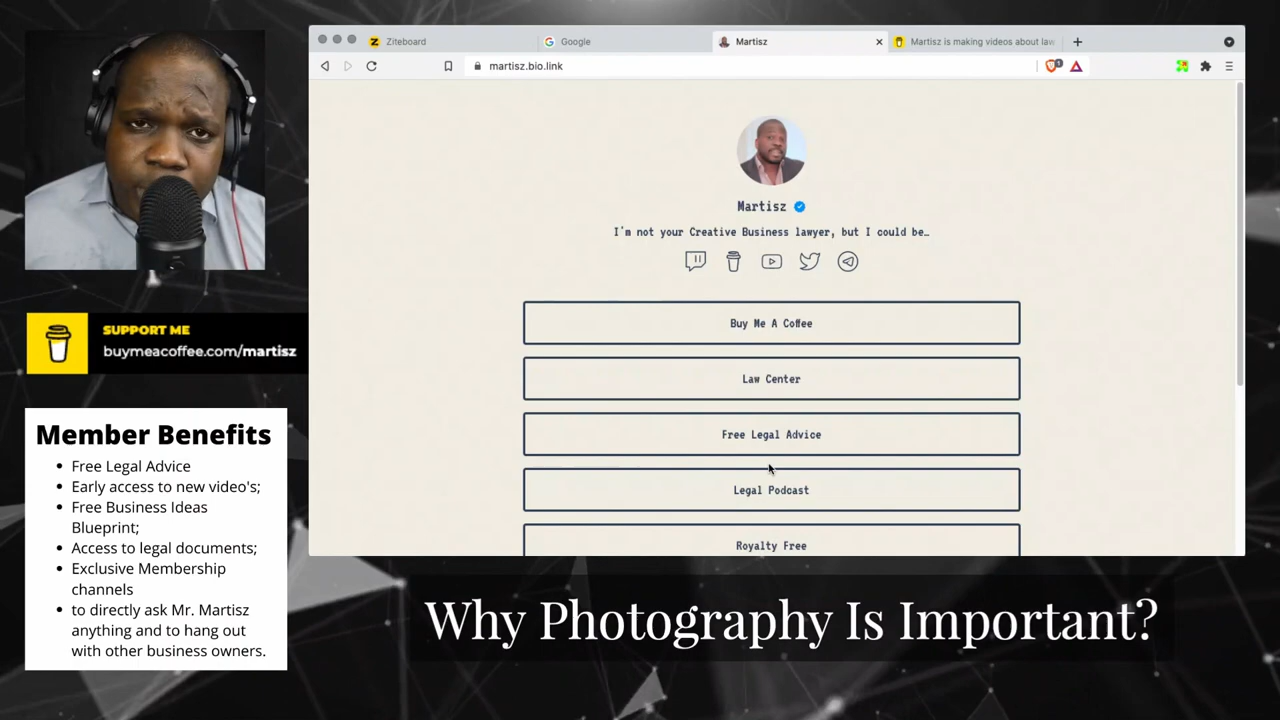 Ziteboard
Google
Martisz
Martisz is making videos about law
martisz.bio.link
1
Martisz
I'm not your Creative Business lawyer, but I could be…
Buy Me A Coffee
Law Center
Free Legal Advice
Legal Podcast
Royalty Free
SUPPORT ME
buymeacoffee.com/martisz
Member Benefits
• Free Legal Advice
• Early access to new video's;
• Free Business Ideas
Blueprint;
• Access to legal documents;
• Exclusive Membership
channels
• to directly ask Mr. Martisz
anything and to hang out
with other business owners.
Why Photography Is Important?